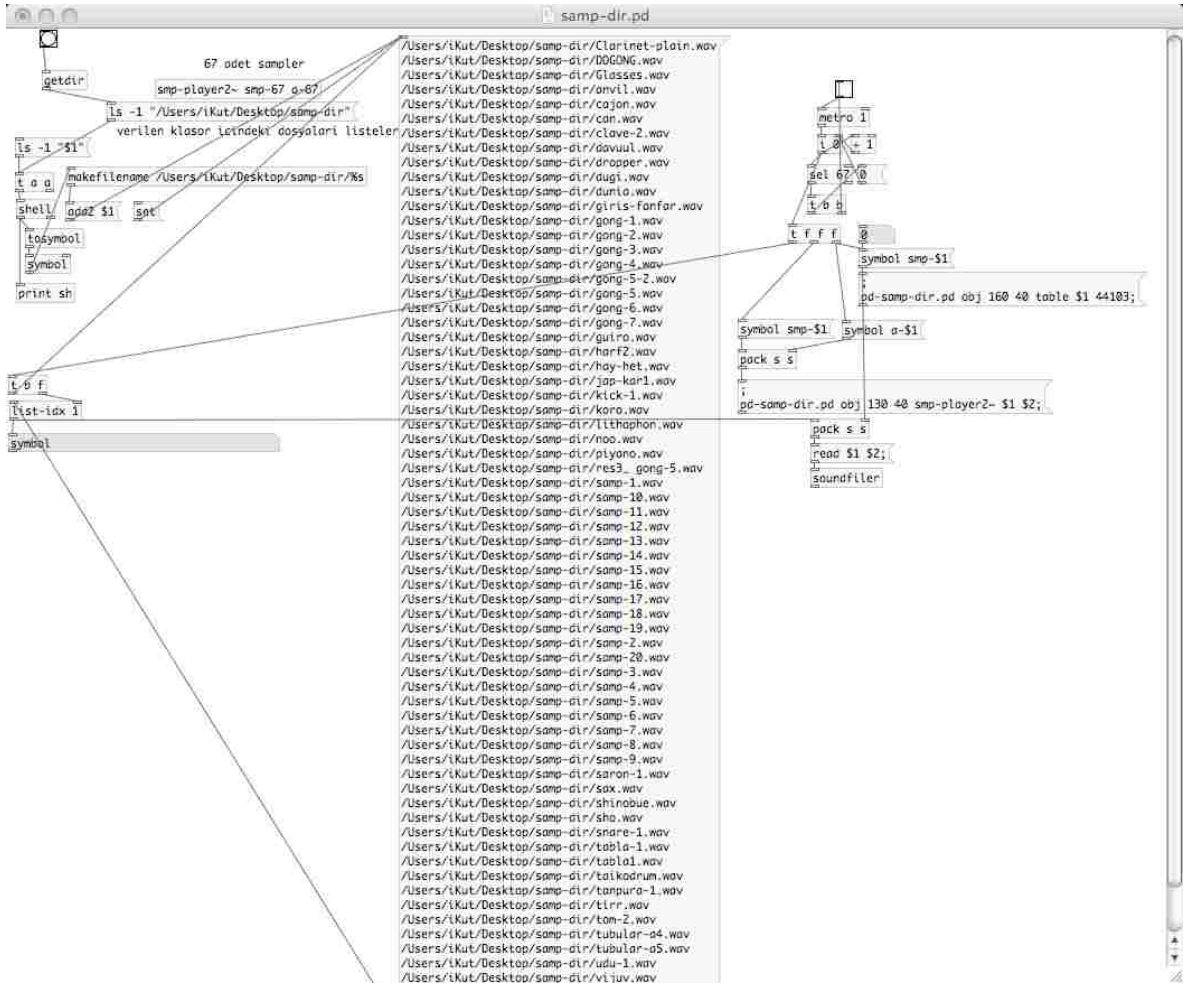 samp-dir.pd
getdir
67 adet sampler
smp-player2~ smp-67 a-67
ls -1 "/Users/iKut/Desktop/samp-dir"
verilen klasor icindeki dosyalari listeler
ls -1 "$1"
t a a
makefilename /Users/iKut/Desktop/samp-dir/%s
shell
add2 $1
set
tosymbol
symbol
print sh
t b f
list-idx 1
symbol
/Users/iKut/Desktop/samp-dir/Clarinet-plain.wav
/Users/iKut/Desktop/samp-dir/DOGONG.wav
/Users/iKut/Desktop/samp-dir/Glasses.wav
/Users/iKut/Desktop/samp-dir/anvil.wav
/Users/iKut/Desktop/samp-dir/cajon.wav
/Users/iKut/Desktop/samp-dir/can.wav
/Users/iKut/Desktop/samp-dir/clave-2.wav
/Users/iKut/Desktop/samp-dir/davuul.wav
/Users/iKut/Desktop/samp-dir/dropper.wav
/Users/iKut/Desktop/samp-dir/dugi.wav
/Users/iKut/Desktop/samp-dir/dunia.wav
/Users/iKut/Desktop/samp-dir/giris-fanfar.wav
/Users/iKut/Desktop/samp-dir/gong-1.wav
/Users/iKut/Desktop/samp-dir/gong-2.wav
/Users/iKut/Desktop/samp-dir/gong-3.wav
/Users/iKut/Desktop/samp-dir/gong-4.wav
/Users/iKut/Desktop/samp-dir/gong-5-2.wav
/Users/iKut/Desktop/samp-dir/gong-5.wav
/Users/iKut/Desktop/samp-dir/gong-6.wav
/Users/iKut/Desktop/samp-dir/gong-7.wav
/Users/iKut/Desktop/samp-dir/guiro.wav
/Users/iKut/Desktop/samp-dir/harf2.wav
/Users/iKut/Desktop/samp-dir/hay-het.wav
/Users/iKut/Desktop/samp-dir/jap-kar1.wav
/Users/iKut/Desktop/samp-dir/kick-1.wav
/Users/iKut/Desktop/samp-dir/koro.wav
/Users/iKut/Desktop/samp-dir/lithophon.wav
/Users/iKut/Desktop/samp-dir/noo.wav
/Users/iKut/Desktop/samp-dir/piyano.wav
/Users/iKut/Desktop/samp-dir/res3_ gong-5.wav
/Users/iKut/Desktop/samp-dir/samp-1.wav
/Users/iKut/Desktop/samp-dir/samp-10.wav
/Users/iKut/Desktop/samp-dir/samp-11.wav
/Users/iKut/Desktop/samp-dir/samp-12.wav
/Users/iKut/Desktop/samp-dir/samp-13.wav
/Users/iKut/Desktop/samp-dir/samp-14.wav
/Users/iKut/Desktop/samp-dir/samp-15.wav
/Users/iKut/Desktop/samp-dir/samp-16.wav
/Users/iKut/Desktop/samp-dir/samp-17.wav
/Users/iKut/Desktop/samp-dir/samp-18.wav
/Users/iKut/Desktop/samp-dir/samp-19.wav
/Users/iKut/Desktop/samp-dir/samp-2.wav
/Users/iKut/Desktop/samp-dir/samp-20.wav
/Users/iKut/Desktop/samp-dir/samp-3.wav
/Users/iKut/Desktop/samp-dir/samp-4.wav
/Users/iKut/Desktop/samp-dir/samp-5.wav
/Users/iKut/Desktop/samp-dir/samp-6.wav
/Users/iKut/Desktop/samp-dir/samp-7.wav
/Users/iKut/Desktop/samp-dir/samp-8.wav
/Users/iKut/Desktop/samp-dir/samp-9.wav
/Users/iKut/Desktop/samp-dir/saron-1.wav
/Users/iKut/Desktop/samp-dir/sax.wav
/Users/iKut/Desktop/samp-dir/shinobue.wav
/Users/iKut/Desktop/samp-dir/sho.wav
/Users/iKut/Desktop/samp-dir/snare-1.wav
/Users/iKut/Desktop/samp-dir/tabla-1.wav
/Users/iKut/Desktop/samp-dir/tabla1.wav
/Users/iKut/Desktop/samp-dir/taikodrum.wav
/Users/iKut/Desktop/samp-dir/tanpura-1.wav
/Users/iKut/Desktop/samp-dir/tirr.wav
/Users/iKut/Desktop/samp-dir/tom-2.wav
/Users/iKut/Desktop/samp-dir/tubular-a4.wav
/Users/iKut/Desktop/samp-dir/tubular-a5.wav
/Users/iKut/Desktop/samp-dir/udu-1.wav
/Users/iKut/Desktop/samp-dir/vijuv.wav
metro 1
i 0
+ 1
sel 67
0
t b b
t f f f
0
symbol smp-$1
;
pd-samp-dir.pd obj 160 40 table $1 44103;
symbol smp-$1
symbol a-$1
pack s s
;
pd-samp-dir.pd obj 130 40 smp-player2~ $1 $2;
pack s s
read $1 $2;
soundfiler